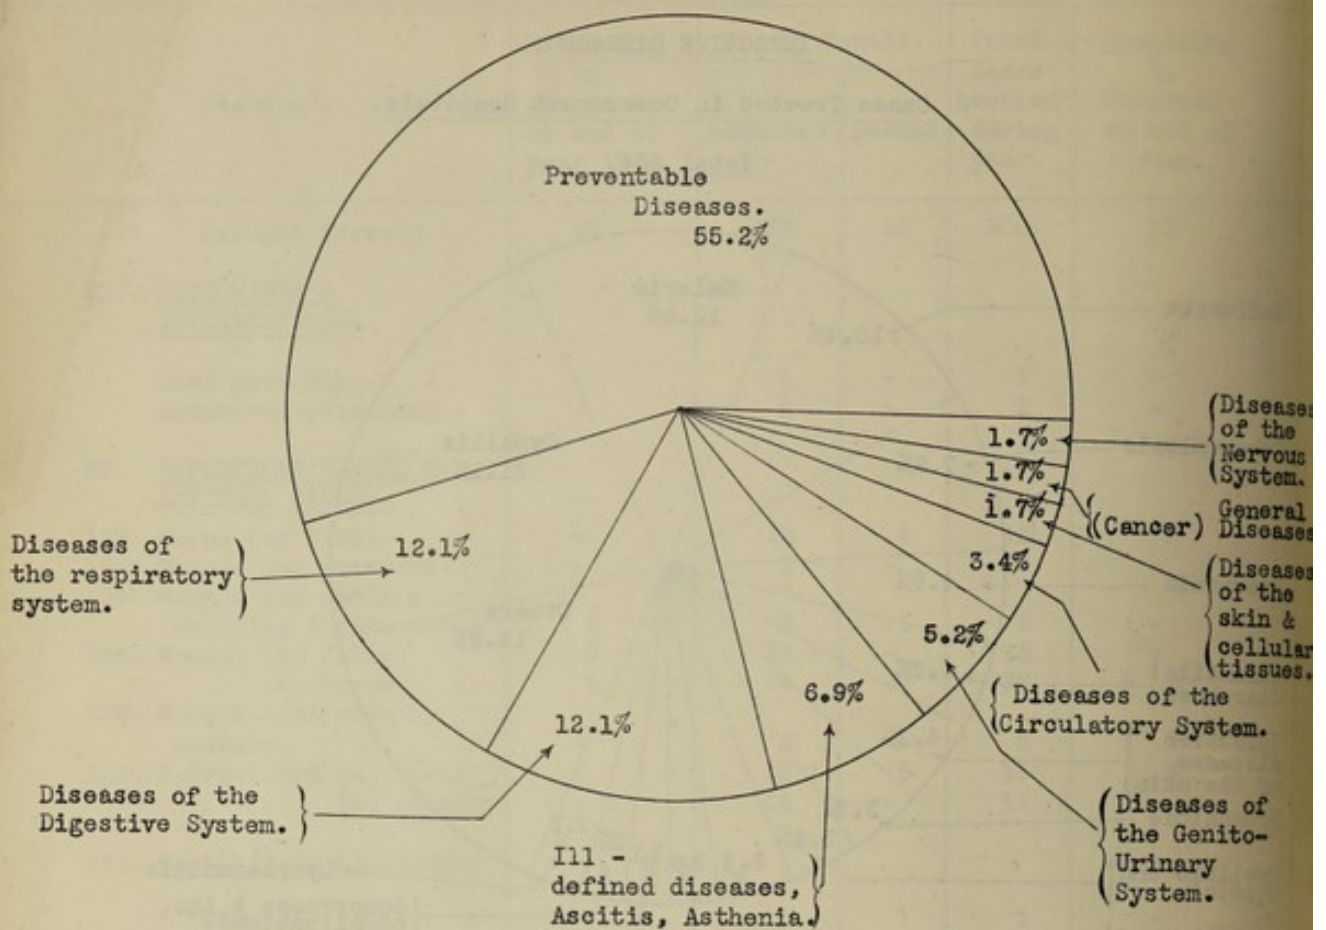 Preventable
Diseases.
55.2%
1.7%
{Diseases
of the
Nervous
System.
1.7%
{(Cancer) General
Diseases
1.7%
{Diseases
of the
skin &
cellular
tissues.
3.4%
{Diseases of the
Circulatory System.
5.2%
{Diseases of
the Genito-
Urinary
System.
6.9%
Ill -
defined diseases,
Ascitis, Asthenia.}
12.1%
Diseases of the
Digestive System.}
12.1%
Diseases of
the respiratory
system.}